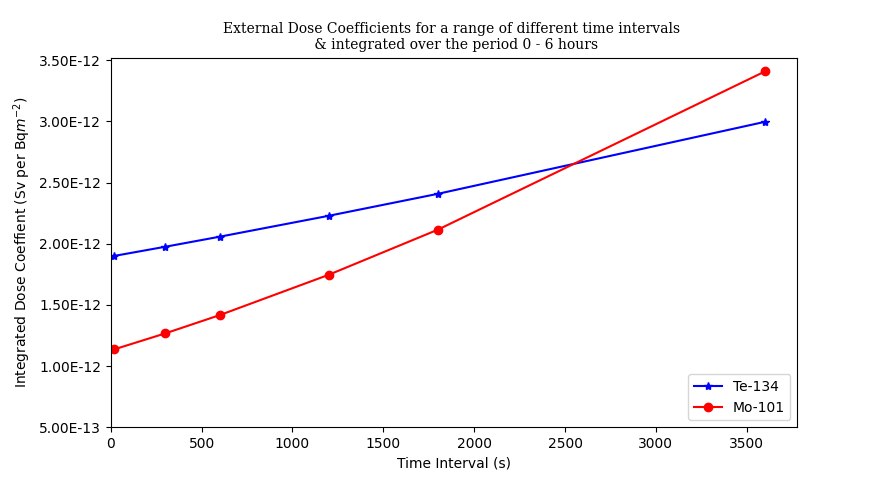 External Dose Coefficients for a range of different time intervals
& integrated over the period 0 - 6 hours
3.50E-12
3.00E-12
2.50E-12
2.00E-12
1.50E-12
1.00E-12
5.00E-13
Integrated Dose Coeffient (Sv per Bqm⁻²)
0 500 1000 1500 2000 2500 3000 3500
Time Interval (s)
Te-134
Mo-101